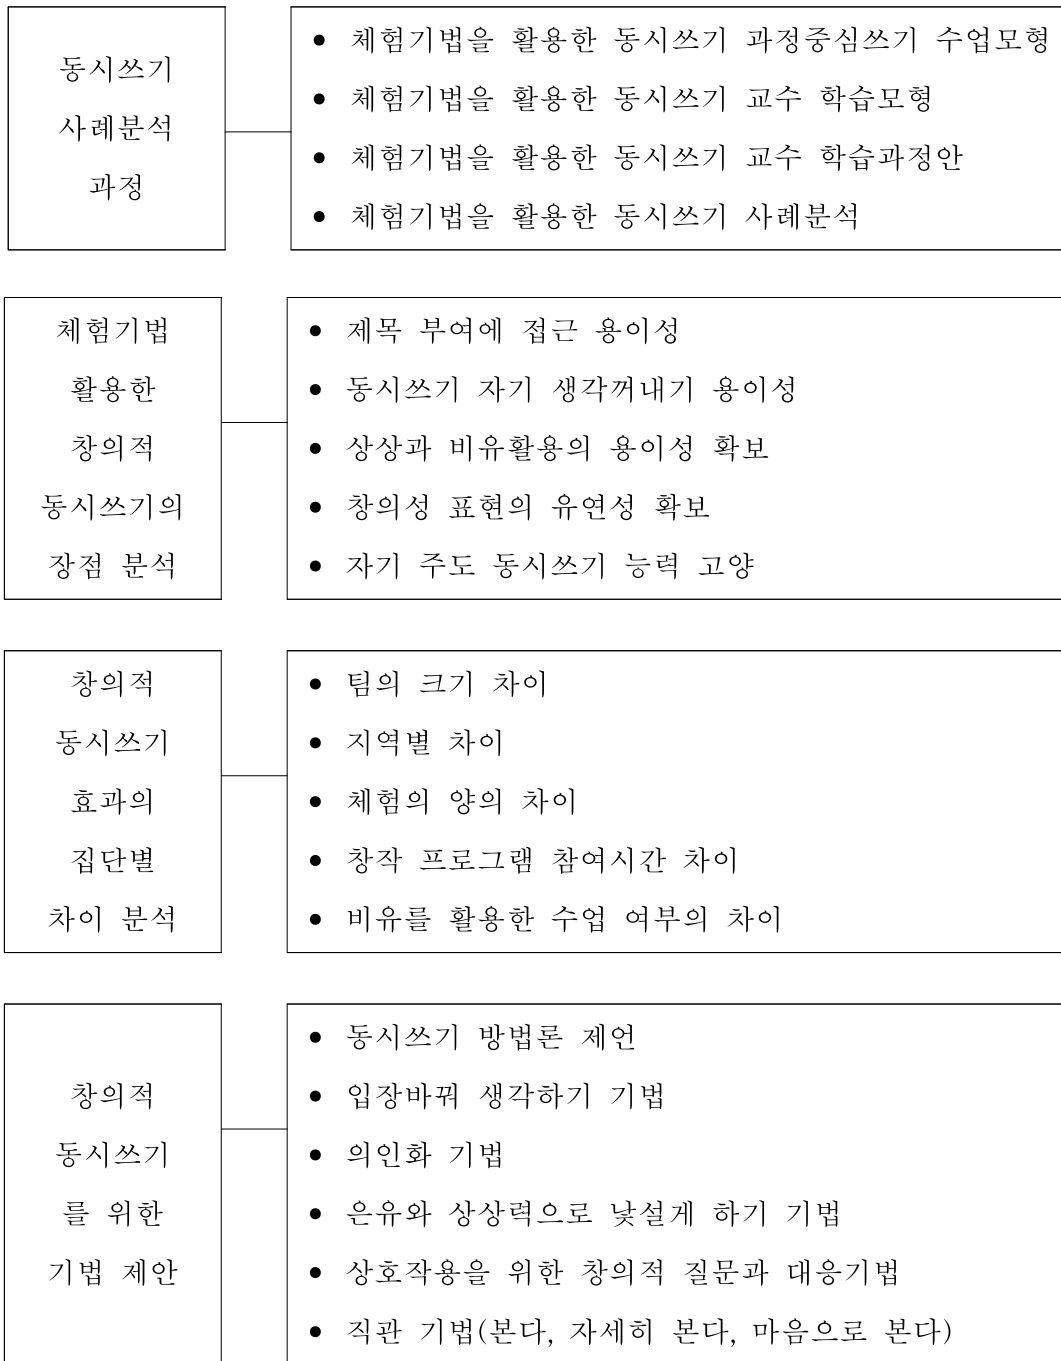 동시쓰기
사례분석
과정
• 체험기법을 활용한 동시쓰기 과정중심쓰기 수업모형
• 체험기법을 활용한 동시쓰기 교수 학습모형
• 체험기법을 활용한 동시쓰기 교수 학습과정안
• 체험기법을 활용한 동시쓰기 사례분석
체험기법
활용한
창의적
동시쓰기의
장점 분석
• 제목 부여에 접근 용이성
• 동시쓰기 자기 생각꺼내기 용이성
• 상상과 비유활용의 용이성 확보
• 창의성 표현의 유연성 확보
• 자기 주도 동시쓰기 능력 고양
창의적
동시쓰기
효과의
집단별
차이 분석
• 팀의 크기 차이
• 지역별 차이
• 체험의 양의 차이
• 창작 프로그램 참여시간 차이
• 비유를 활용한 수업 여부의 차이
창의적
동시쓰기
를 위한
기법 제안
• 동시쓰기 방법론 제언
• 입장바꿔 생각하기 기법
• 의인화 기법
• 은유와 상상력으로 낯설게 하기 기법
• 상호작용을 위한 창의적 질문과 대응기법
• 직관 기법(본다, 자세히 본다, 마음으로 본다)